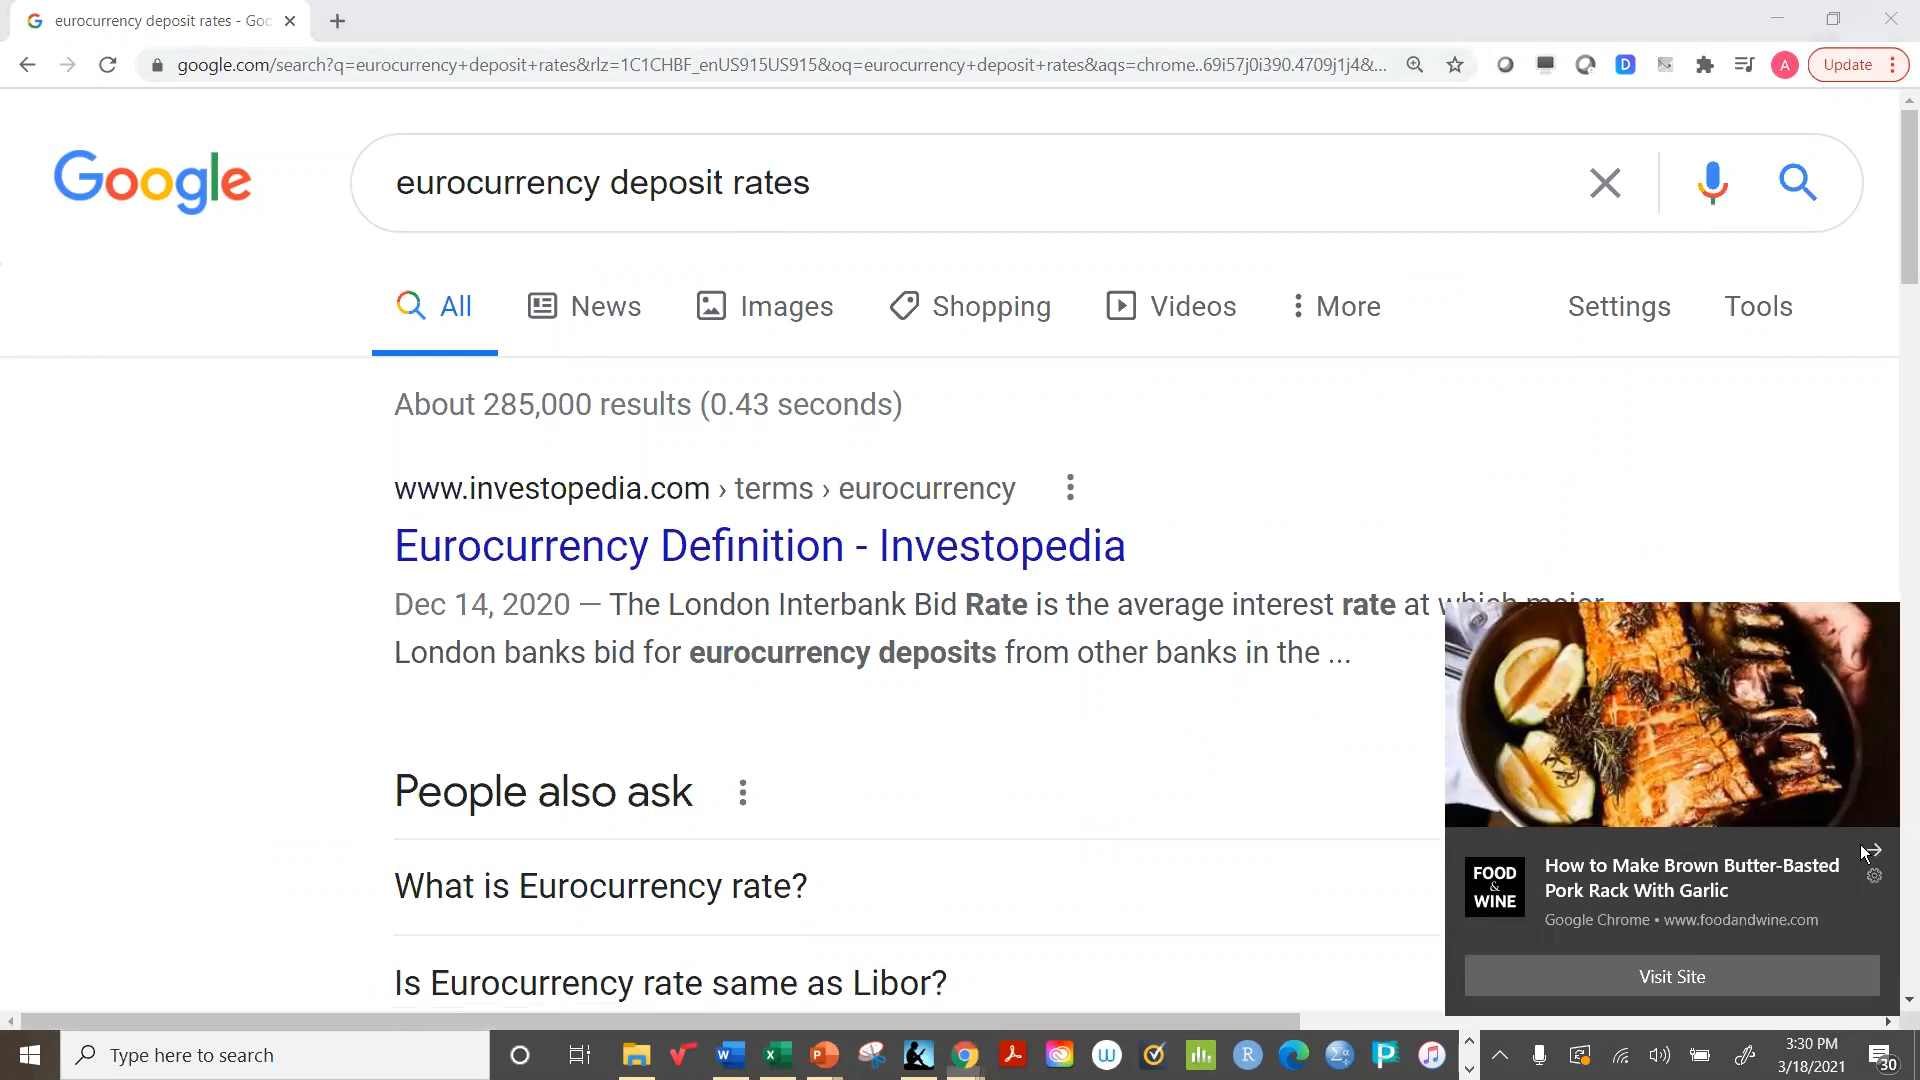 eurocurrency deposit rates - Goo
google.com/search?q=eurocurrency+deposit+rates&rlz=1C1CHBF_enUS915US915&oq=eurocurrency+deposit+rates&aqs=chrome..69i57j0i390.4709j1j4&...
D
A
Update
Google
eurocurrency deposit rates
All
News
Images
Shopping
Videos
More
Settings
Tools
About 285,000 results (0.43 seconds)
www.investopedia.com › terms › eurocurrency
Eurocurrency Definition - Investopedia
Dec 14, 2020 — The London Interbank Bid Rate is the average interest rate at which major
London banks bid for eurocurrency deposits from other banks in the ...
People also ask
What is Eurocurrency rate?
Is Eurocurrency rate same as Libor?
FOOD
&
WINE
How to Make Brown Butter-Basted
Pork Rack With Garlic
Google Chrome • www.foodandwine.com
Visit Site
Type here to search
3:30 PM
3/18/2021
30